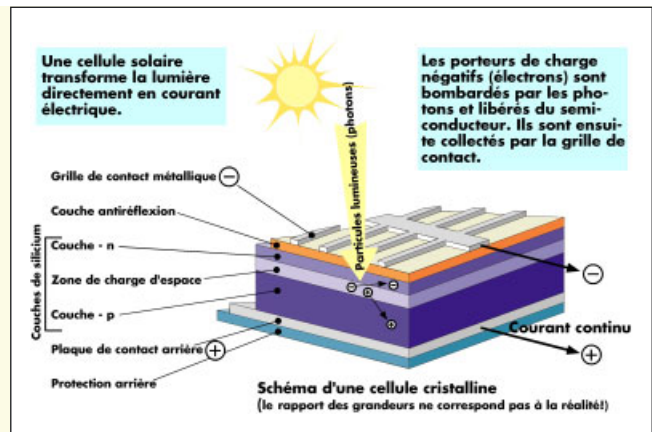 Une cellule solaire
transforme la lumière
directement en courant
électrique.
Les porteurs de charge
négatifs (électrons) sont
bombardés par les pho-
tons et libérés du semi-
conducteur. Ils sont ensui-
te collectés par la grille de
contact.
Particules lumineuses (photons)
Grille de contact métallique −
Couche antiréflexion
Couches de silicium
Couche - n
Zone de charge d'espace
Couche - p
Plaque de contact arrière +
Protection arrière
− −
+
+
−
Courant continu
+
Schéma d'une cellule cristalline
(le rapport des grandeurs ne correspond pas à la réalité!)